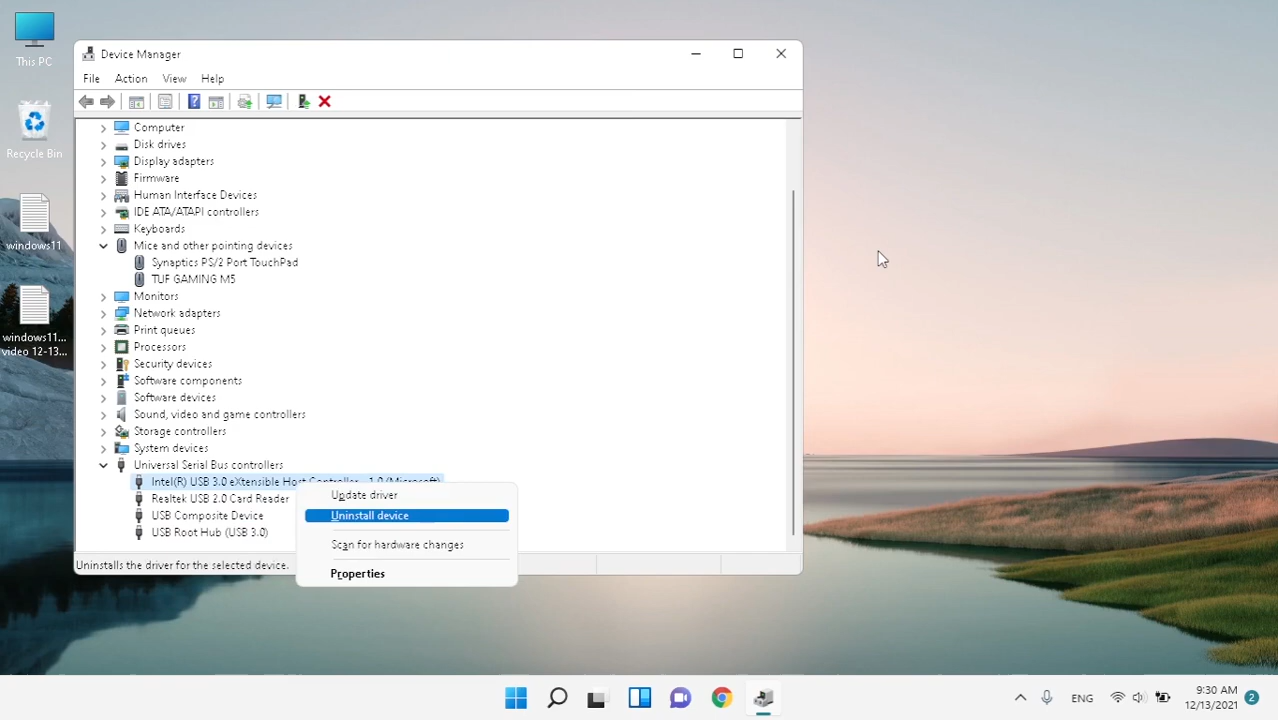 This PC
Recycle Bin
windows11
windows11...
video 12-13...
Device Manager
File Action View Help
Computer
Disk drives
Display adapters
Firmware
Human Interface Devices
IDE ATA/ATAPI controllers
Keyboards
Mice and other pointing devices
Synaptics PS/2 Port TouchPad
TUF GAMING M5
Monitors
Network adapters
Print queues
Processors
Security devices
Software components
Software devices
Sound, video and game controllers
Storage controllers
System devices
Universal Serial Bus controllers
Intel(R) USB 3.0 eXtensible Host Controller - 1.0 (Microsoft)
Realtek USB 2.0 Card Reader
USB Composite Device
USB Root Hub (USB 3.0)
Update driver
Uninstall device
Scan for hardware changes
Properties
Uninstalls the driver for the selected device.
ENG
9:30 AM
12/13/2021
2